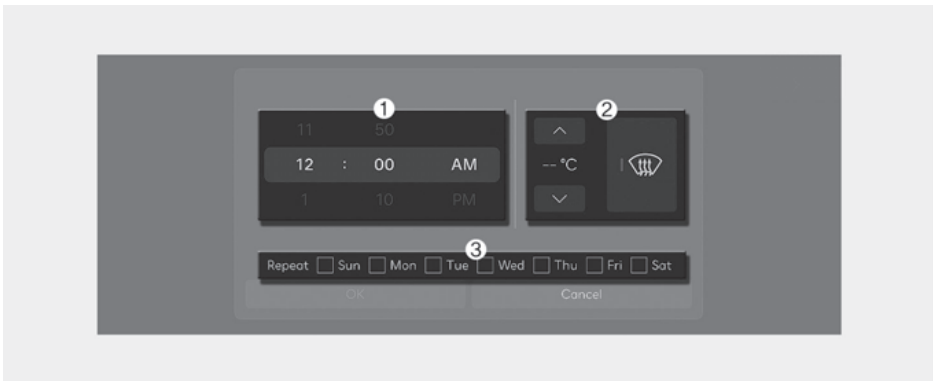 1 2
11 50
12 : 00 AM -- °C
1 10 PM
3
Repeat Sun Mon Tue Wed Thu Fri Sat
OK Cancel